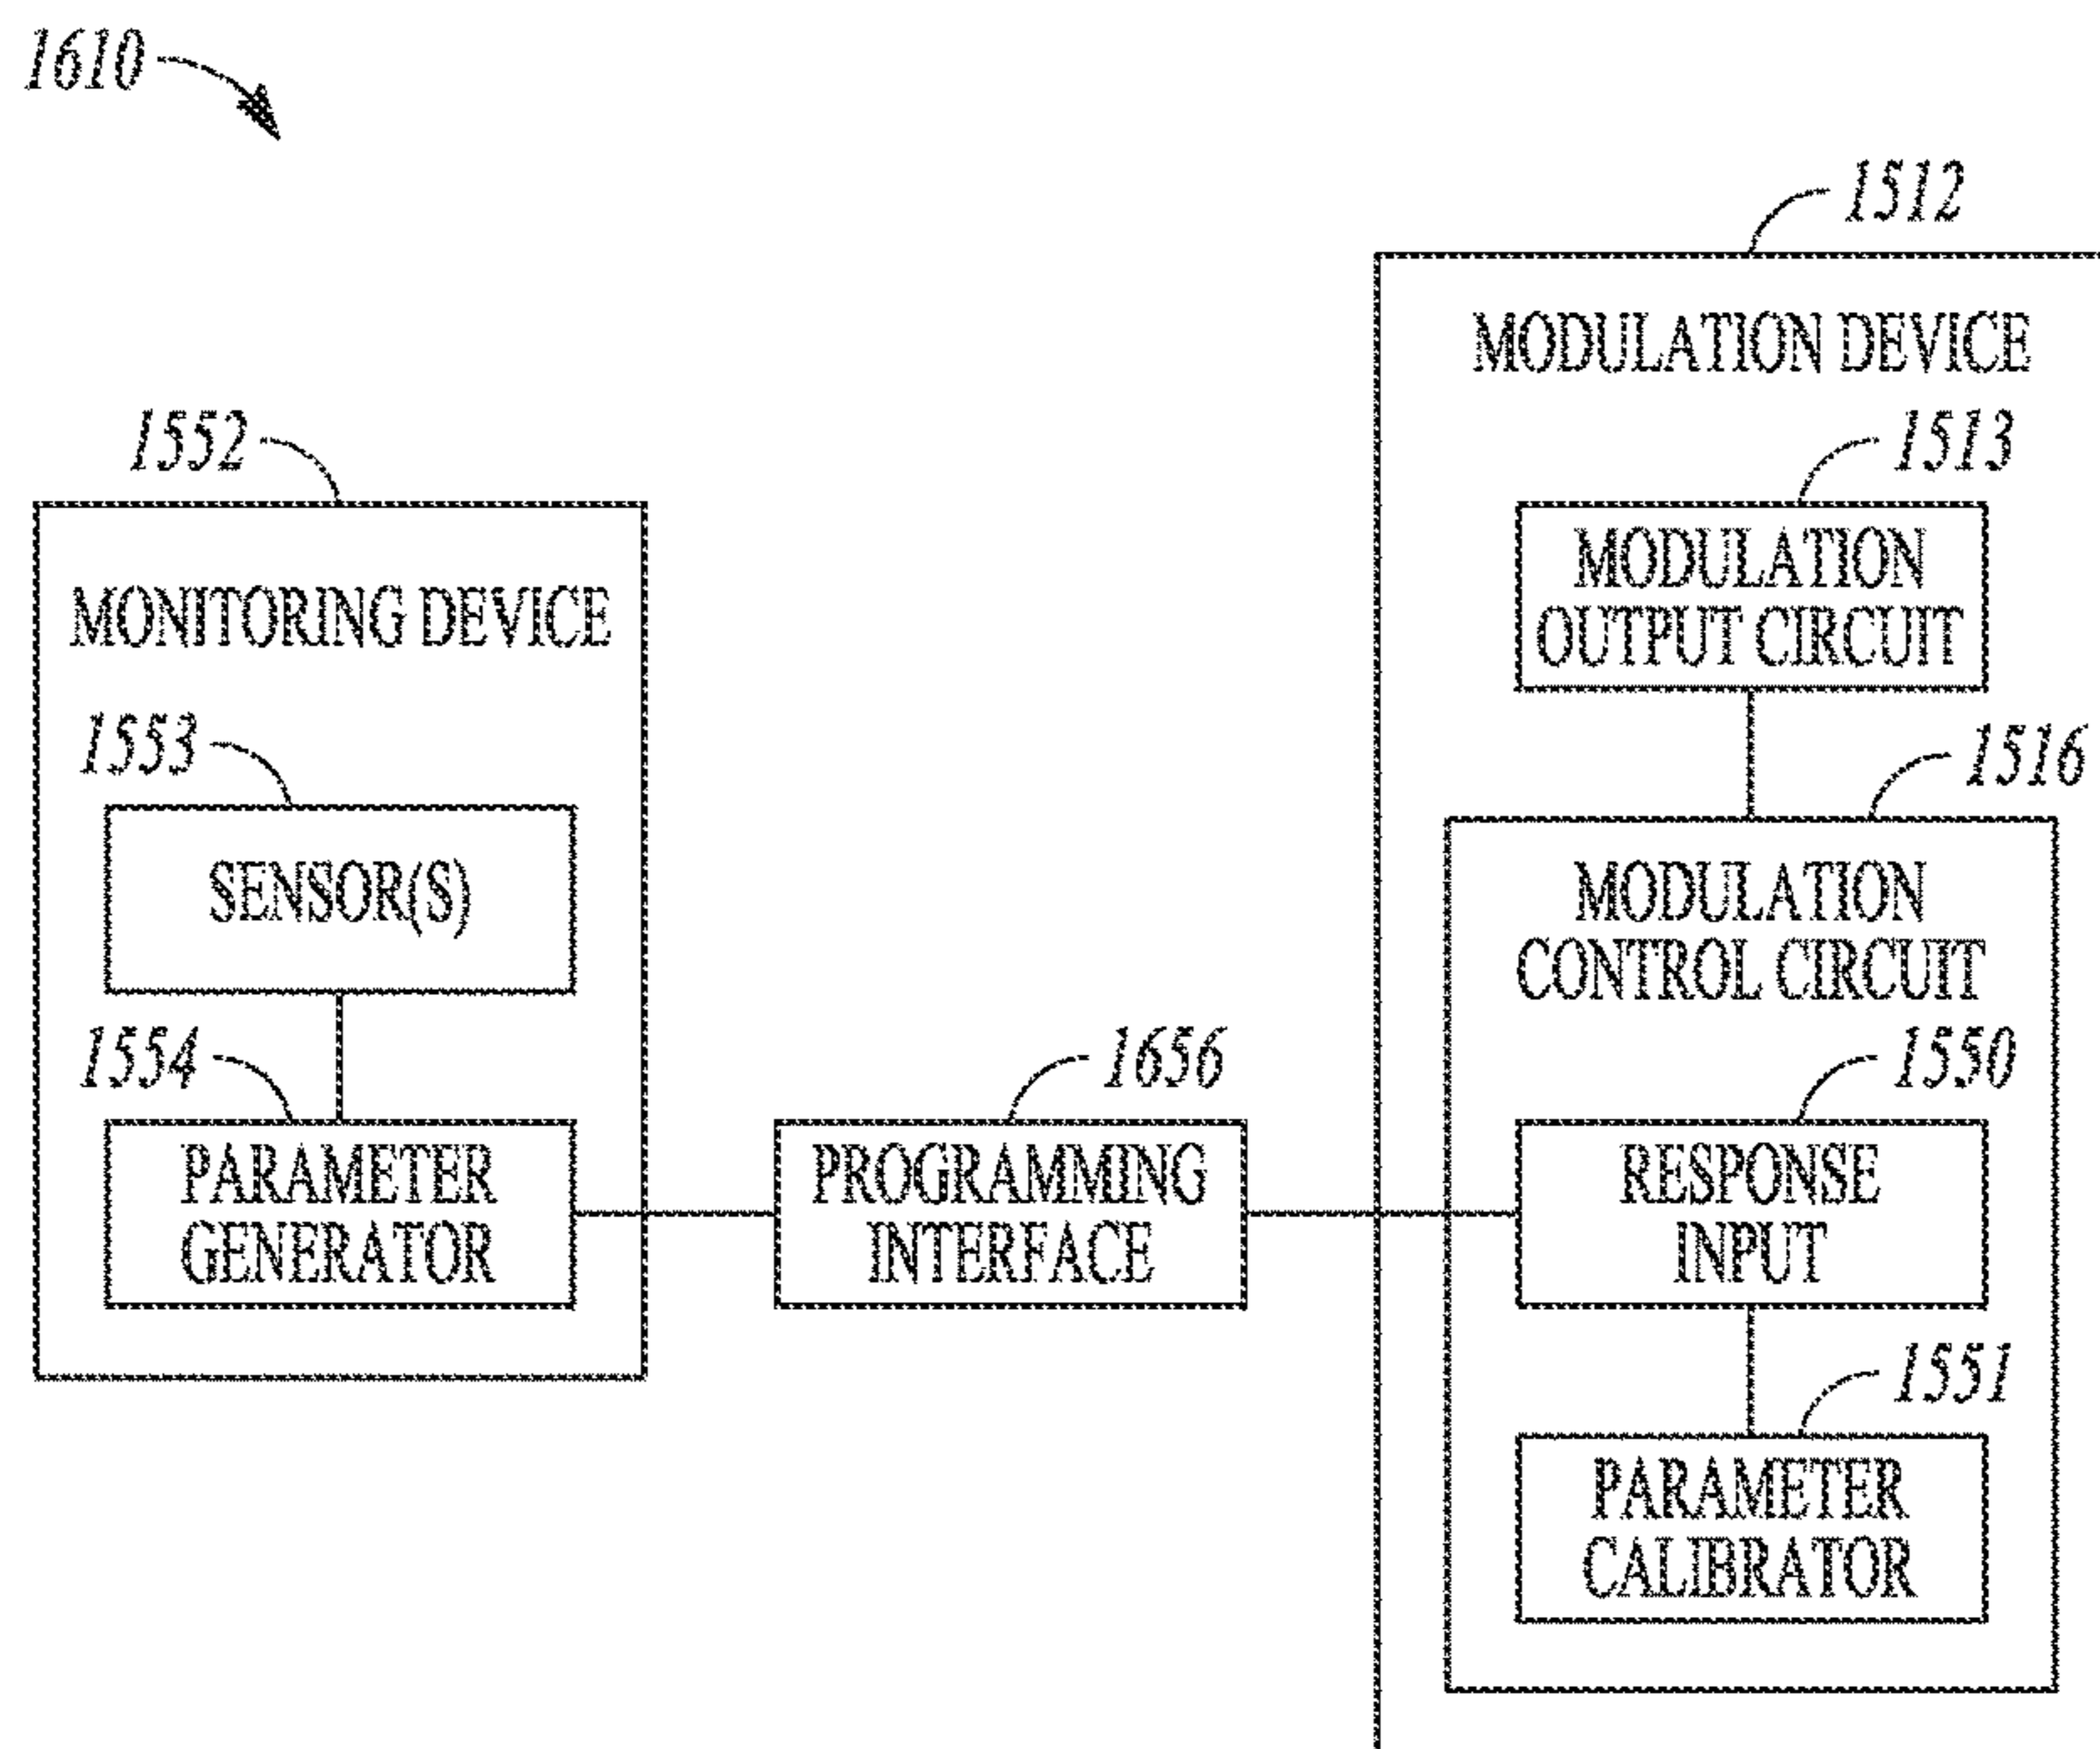 1610
1512
MODULATION DEVICE
1552
1513
MONITORING DEVICE
MODULATION
OUTPUT CIRCUIT
1553
1516
SENSOR(S)
MODULATION
CONTROL CIRCUIT
1554
1656
1550
PARAMETER
GENERATOR
PROGRAMMING
INTERFACE
RESPONSE
INPUT
1551
PARAMETER
CALIBRATOR